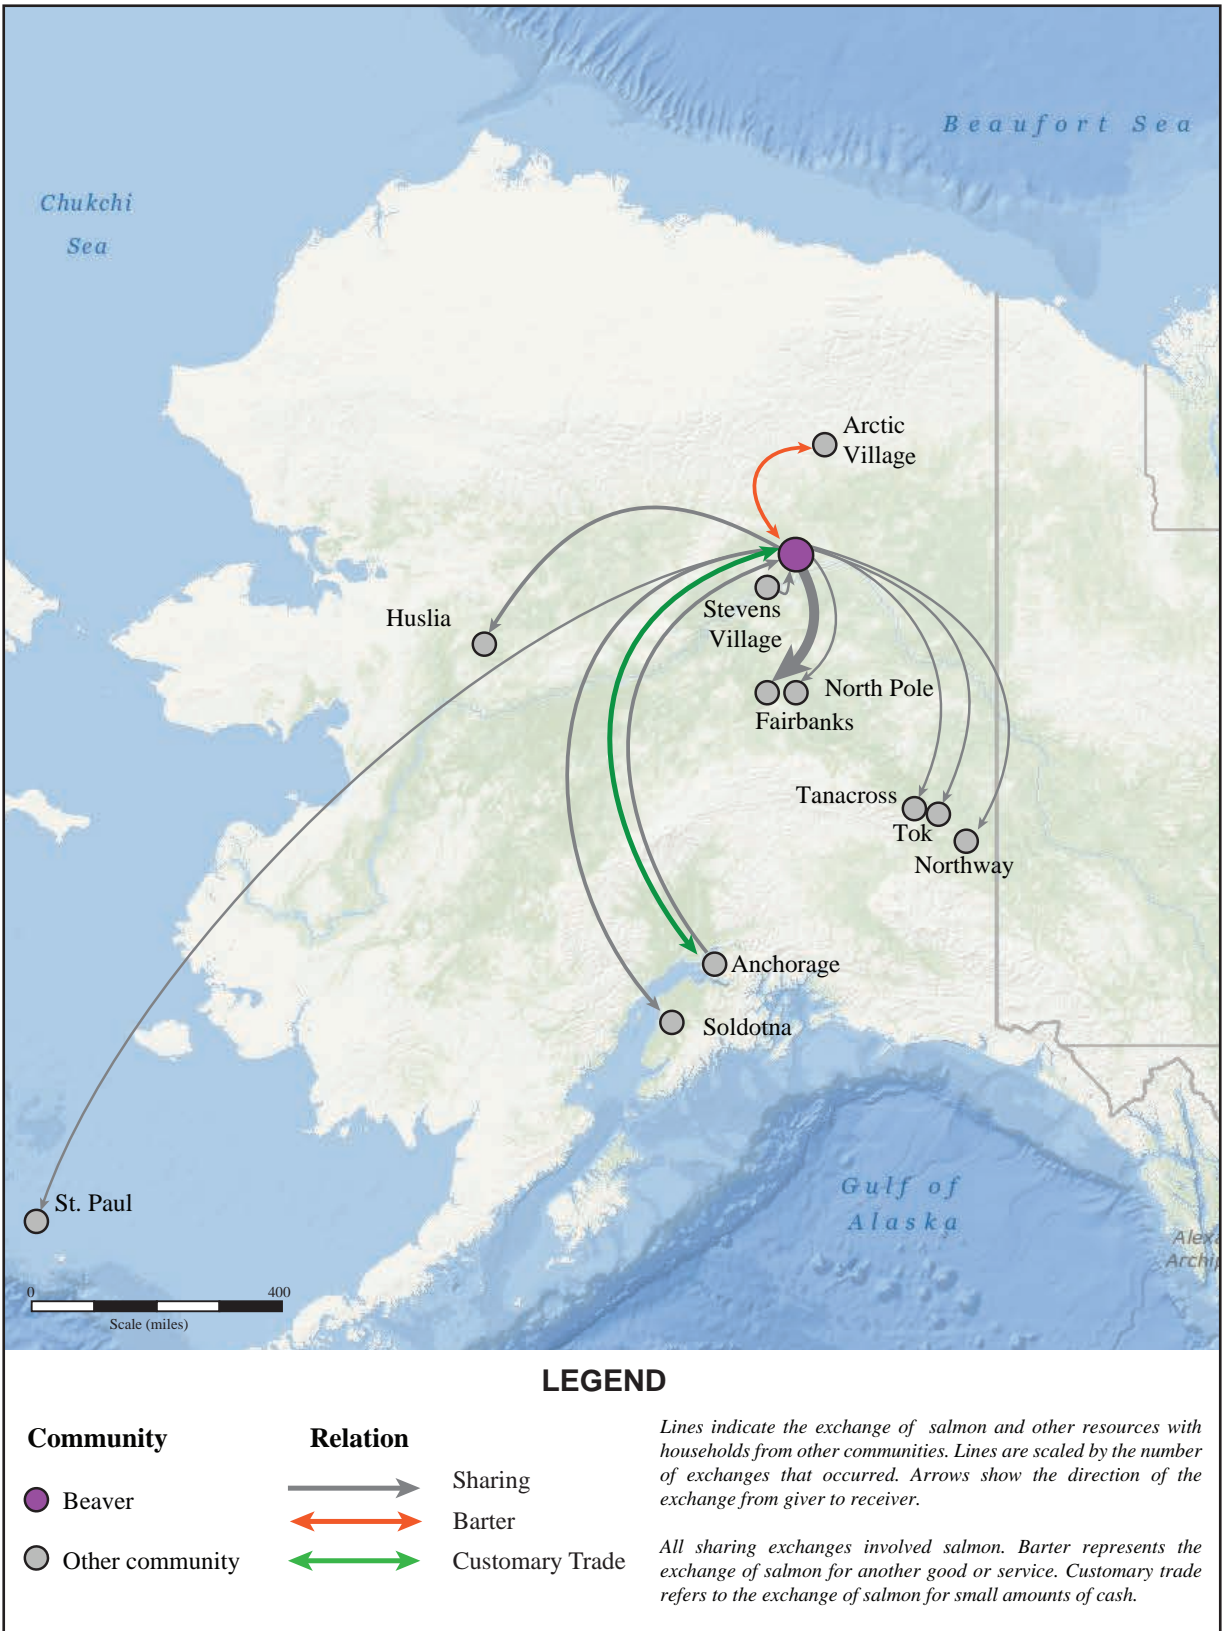 Beaufort Sea
Chukchi
Sea
Arctic
Village
Huslia
Stevens
Village
North Pole
Fairbanks
Tanacross
Tok
Northway
Anchorage
Soldotna
Gulf of
Alaska
St. Paul
0 400
Scale (miles)
LEGEND
Community
Beaver
Other community
Relation
Sharing
Barter
Customary Trade
Lines indicate the exchange of salmon and other resources with
households from other communities. Lines are scaled by the number
of exchanges that occurred. Arrows show the direction of the
exchange from giver to receiver.
All sharing exchanges involved salmon. Barter represents the
exchange of salmon for another good or service. Customary trade
refers to the exchange of salmon for small amounts of cash.